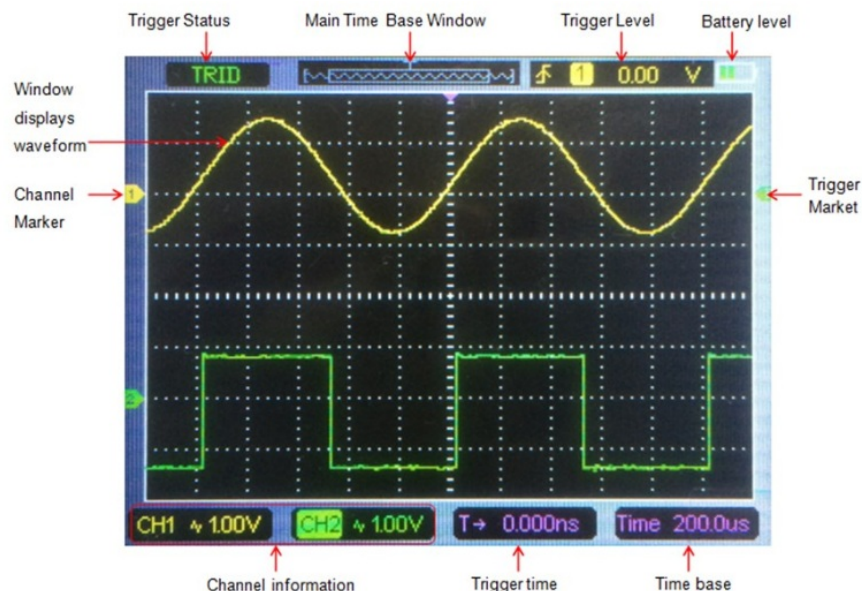 Trigger Status
Main Time Base Window
Trigger Level
Battery level
TRID
1 0.00 V
Window
displays
waveform
Channel
Marker
1
Trigger
Market
2
CH1 1.00V
CH2 1.00V
T→ 0.000ns
Time 200.0us
Channel information
Trigger time
Time base